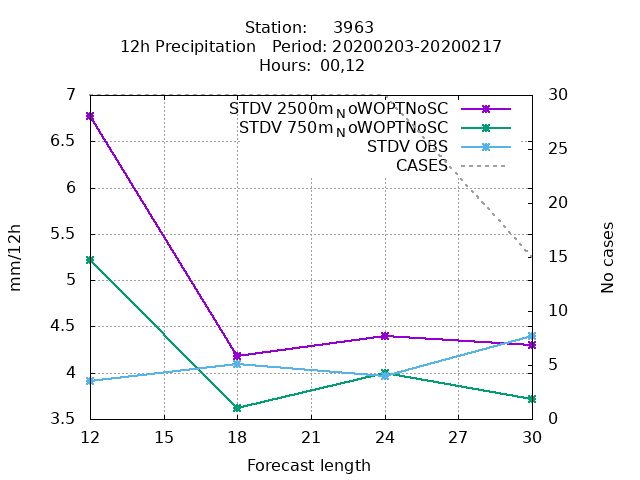 Station: 3963
12h Precipitation Period: 20200203-20200217
Hours: 00,12
STDV 2500m_NoWOPTNoSC
STDV 750m_NoWOPTNoSC
STDV OBS
CASES
7
6.5
6
5.5
5
4.5
4
3.5
mm/12h
30
25
20
15
10
5
0
No cases
12 15 18 21 24 27 30
Forecast length